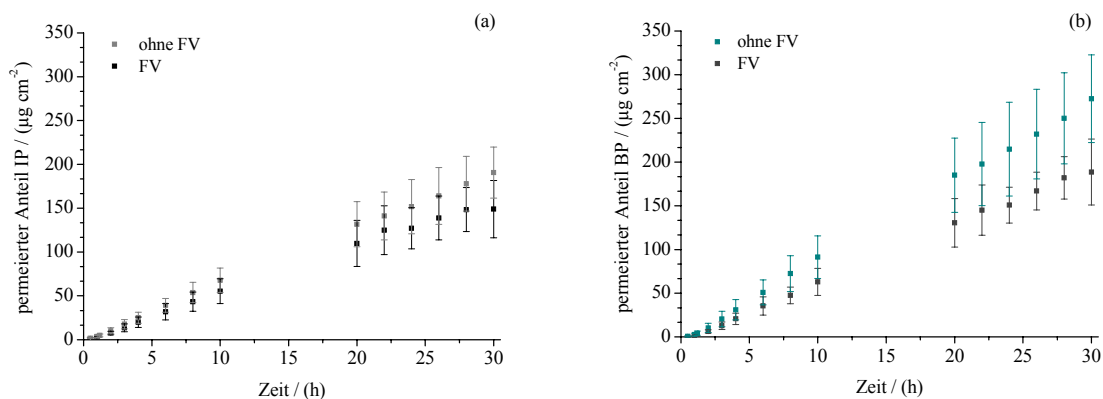 (a)
350
300
250
200
150
100
50
0
permeierter Anteil IP / (µg cm-2)
ohne FV
FV
0 5 10 15 20 25 30
Zeit / (h)
(b)
350
300
250
200
150
100
50
0
permeierter Anteil BP / (µg cm-2)
ohne FV
FV
0 5 10 15 20 25 30
Zeit / (h)